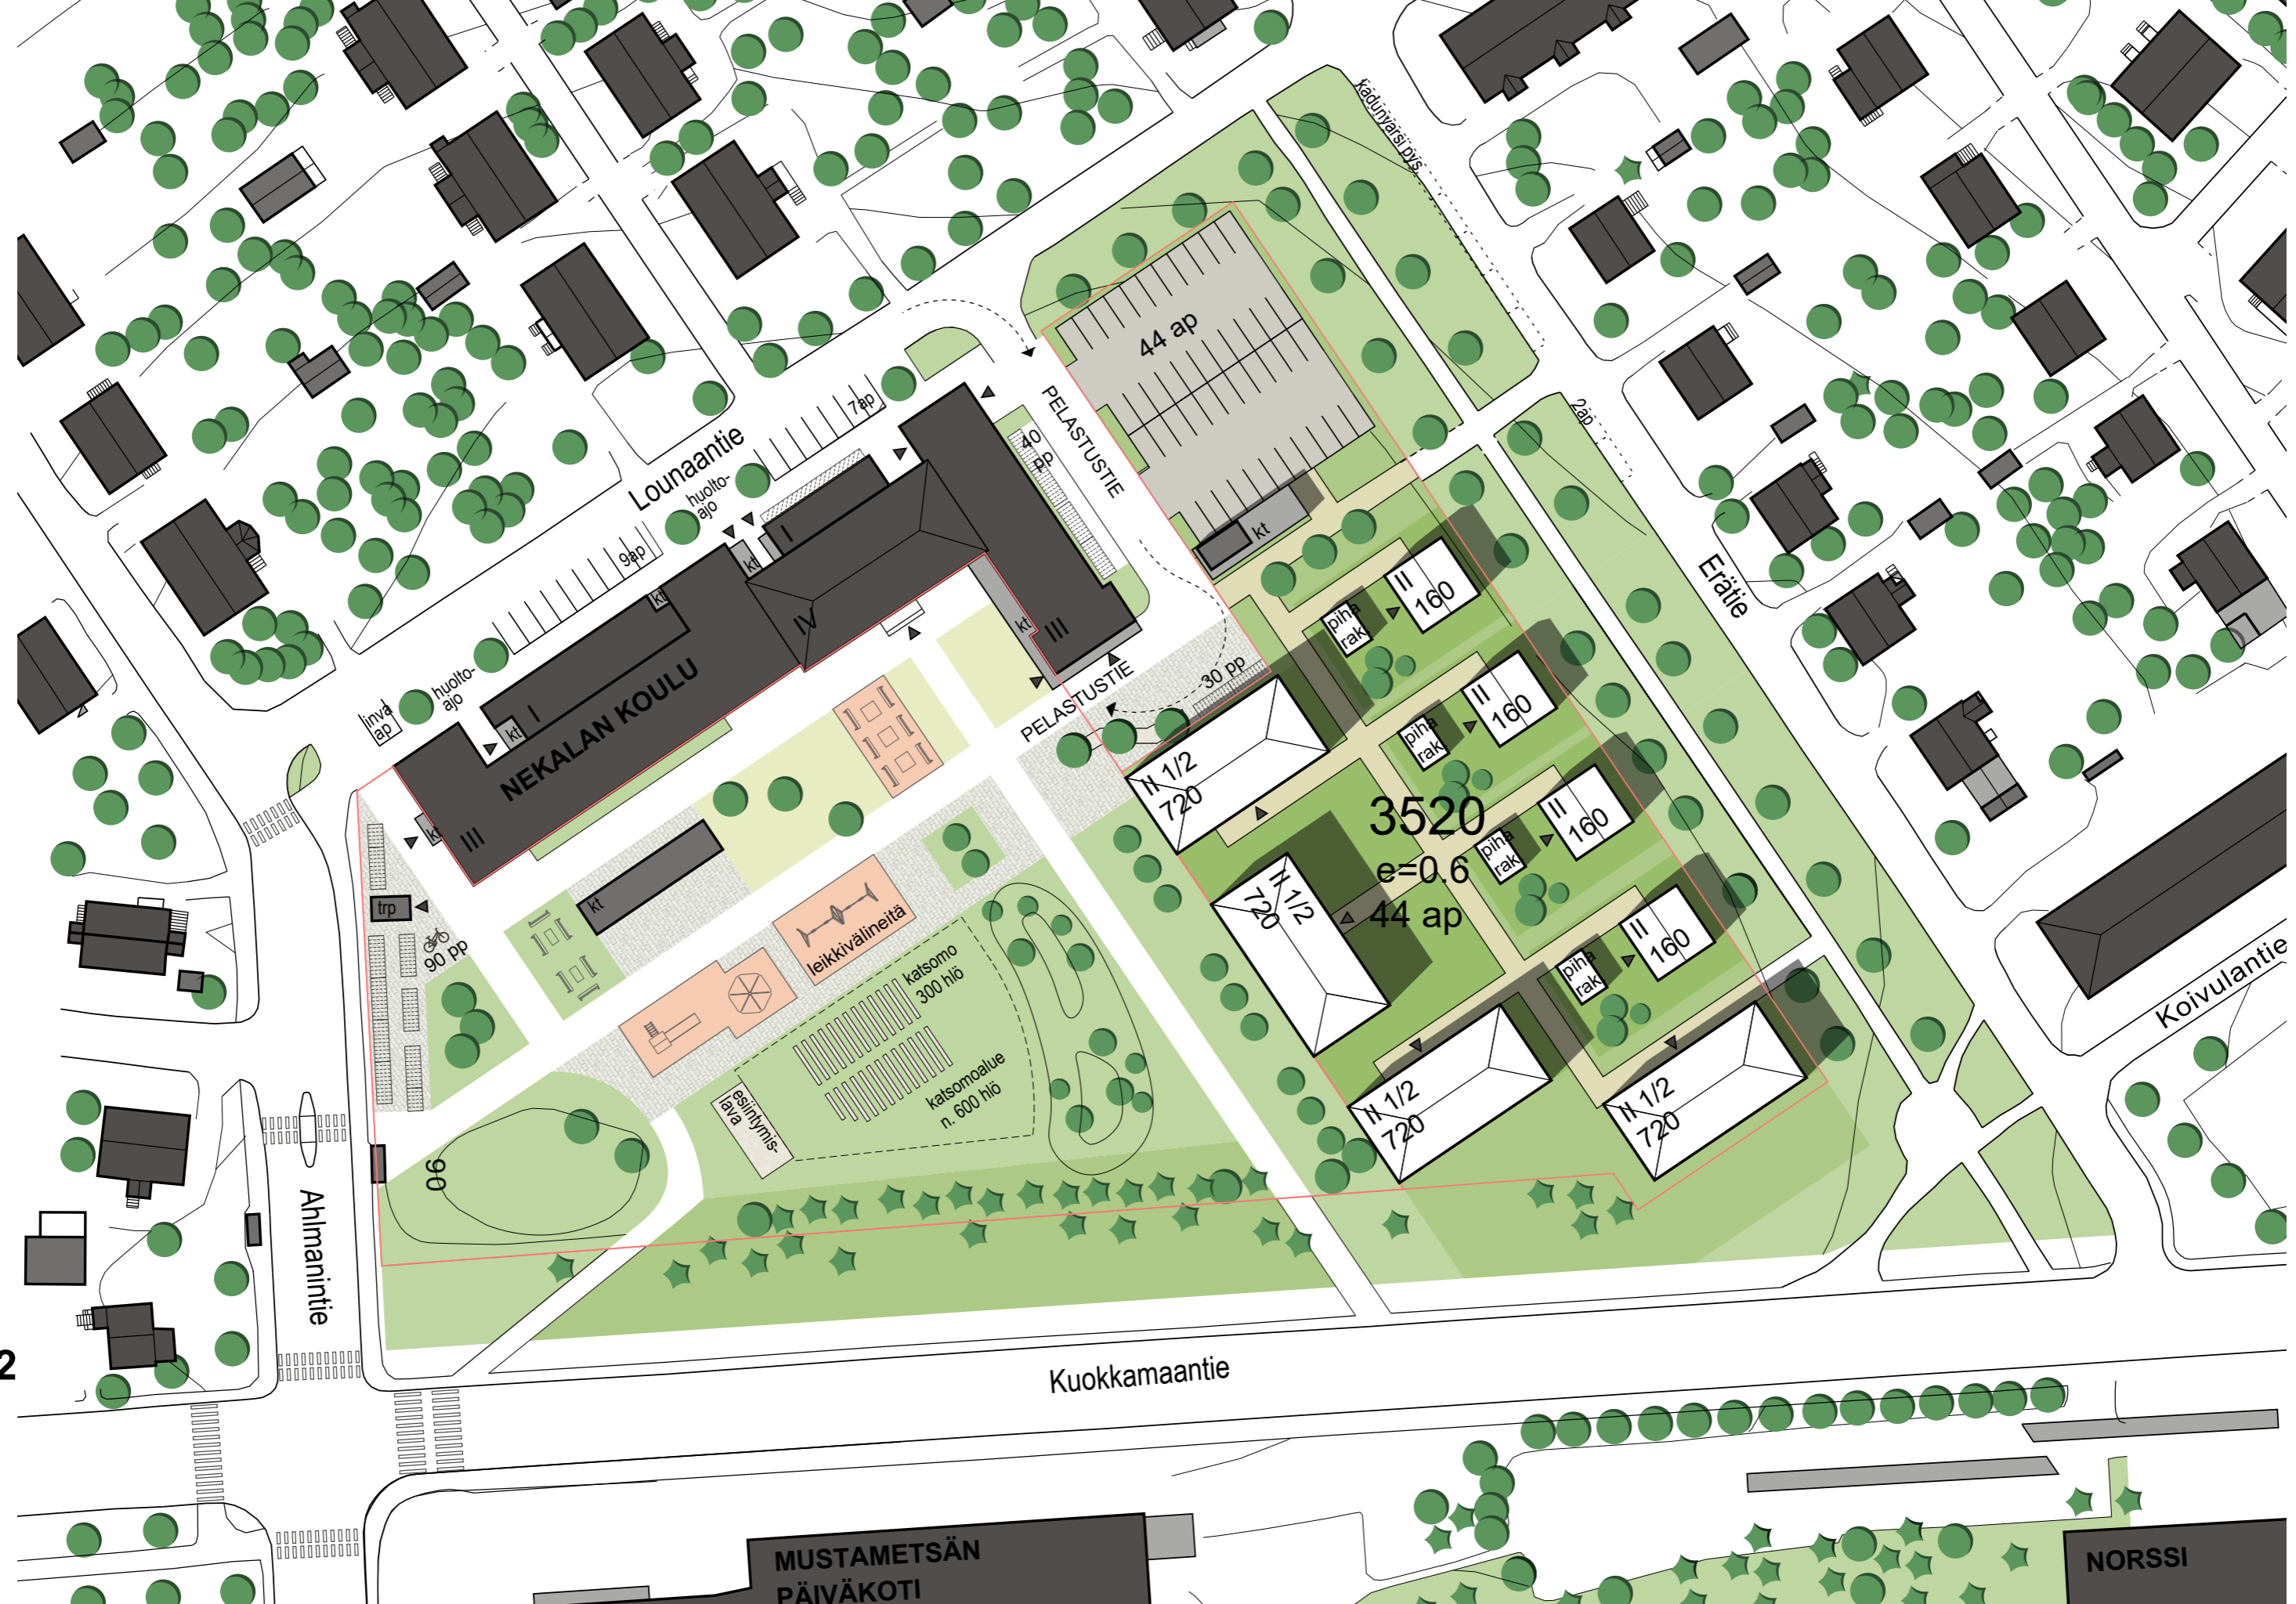 kadunvarsi pys.
44 ap
PELASTUSTIE
40
pp
7ap
Lounaantie
huolto-
ajo
2ap
9ap
I
kt
kt
kt
IV
kt
III
Erätie
II
160
piha
rak
30 pp
PELASTUSTIE
II
160
piha
rak
huolto-
ajo
inva
ap
I
kt
NEKALAN KOULU
kt
III
II 1/2
720
II
160
piha
rak
3520
e=0.6
44 ap
II 1/2
720
trp
90 pp
kt
leikkivälineitä
katsomo
300 hlö
katsomoalue
n. 600 hlö
esiintymis-
lava
II
160
piha
rak
II 1/2
720
II 1/2
720
Koivulantie
90
Ahlmanintie
2
Kuokkamaantie
MUSTAMETSÄN
PÄIVÄKOTI
NORSSI